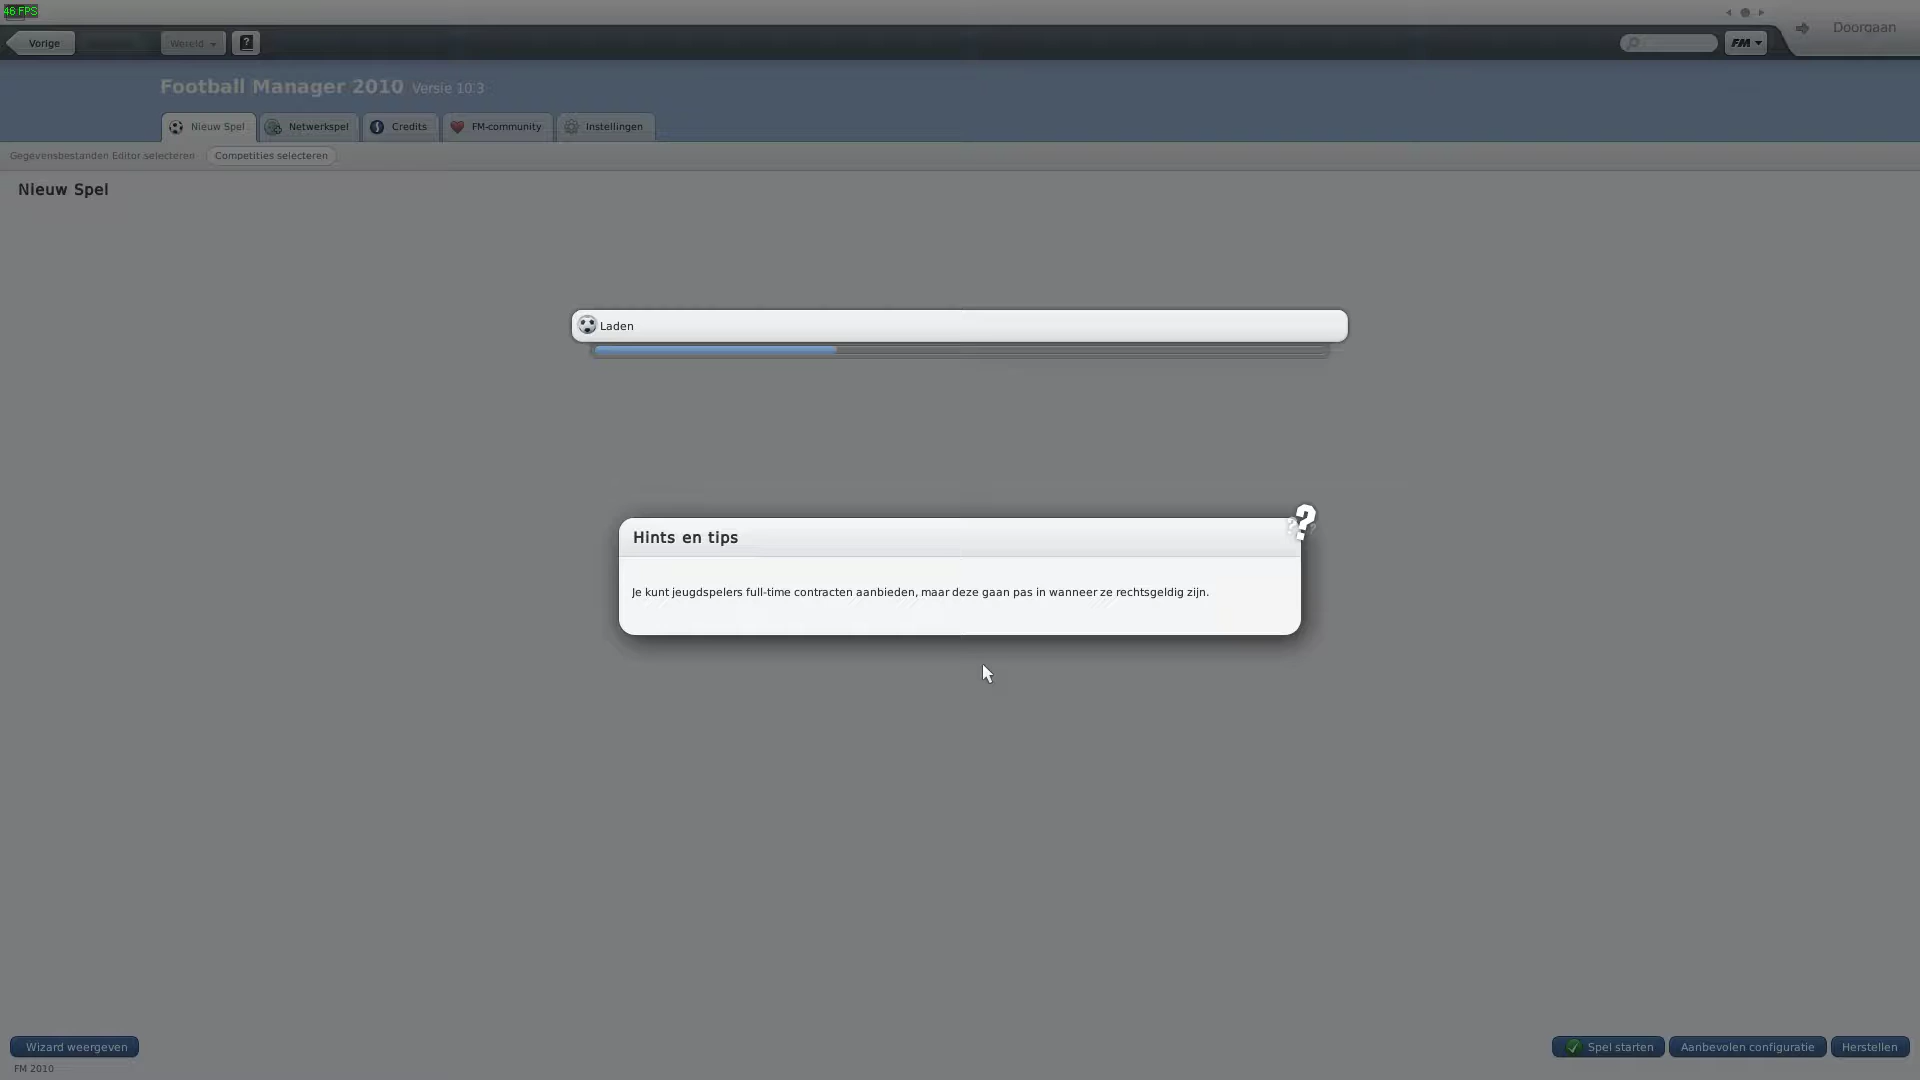 46 FPS
Vorige
Wereld
?
FM
Doorgaan
Football Manager 2010 Versie 10.3
Nieuw Spel
Netwerkspel
Credits
FM-community
Instellingen
Gegevensbestanden Editor selecteren
Competities selecteren
Nieuw Spel
Laden
Hints en tips
Je kunt jeugdspelers full-time contracten aanbieden, maar deze gaan pas in wanneer ze rechtsgeldig zijn.
Wizard weergeven
Spel starten
Aanbevolen configuratie
Herstellen
FM 2010